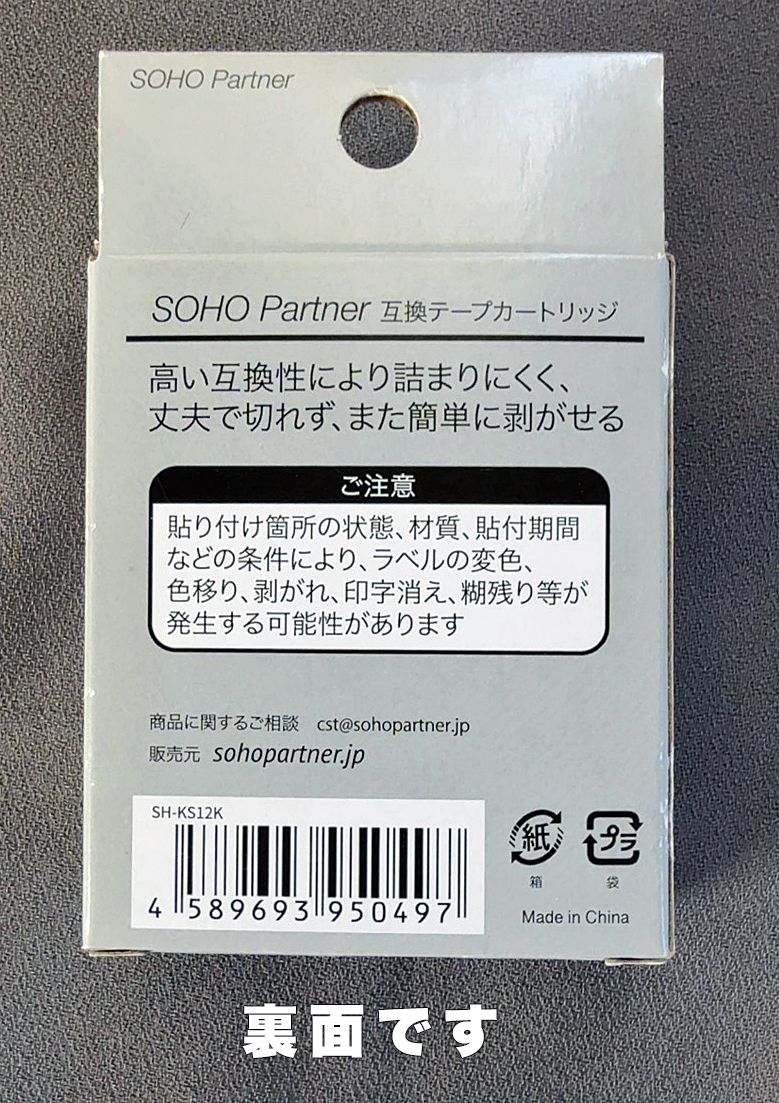 SOHO Partner
SOHO Partner 互換テープカートリッジ
高い互換性により詰まりにくく、
丈夫で切れず、また簡単に剥がせる
ご注意
貼り付け箇所の状態、材質、貼付期間
などの条件により、ラベルの変色、
色移り、剥がれ、印字消え、糊残り等が
発生する可能性があります
商品に関するご相談 cst@sohopartner.jp
販売元 sohopartner.jp
SH-KS12K
4 589693 950497
紙 プラ
箱 袋
Made in China
裏面です